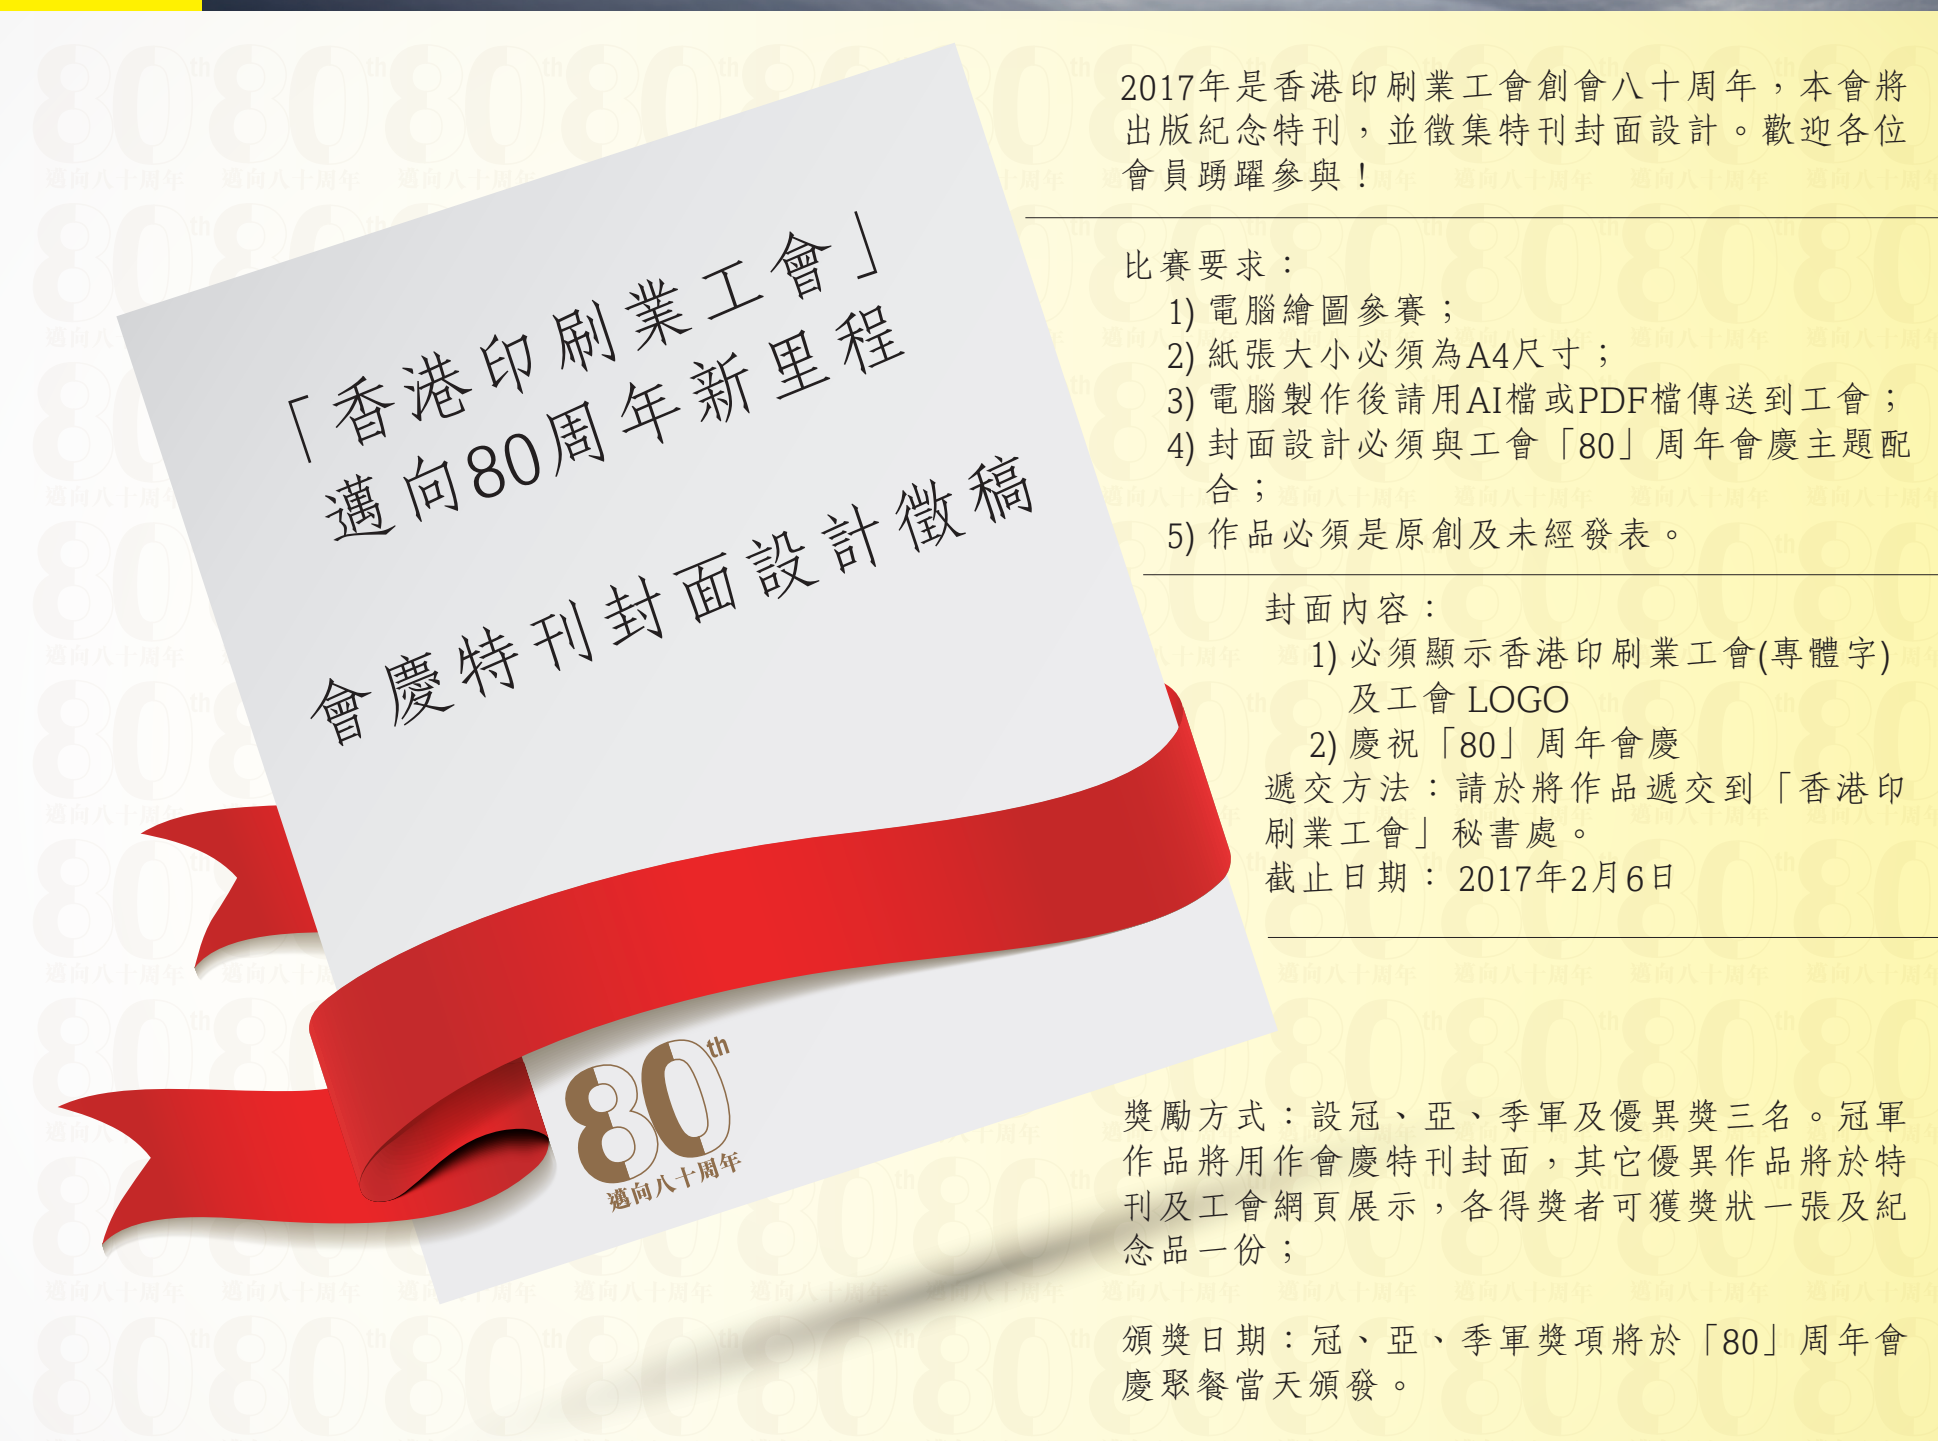 「香港印刷業工會」
邁向80周年新里程
會慶特刊封面設計徵稿
80th
邁向八十周年
2017年是香港印刷業工會創會八十周年，本會將
出版紀念特刊，並徵集特刊封面設計。歡迎各位
會員踴躍參與！
比賽要求：
1) 電腦繪圖參賽；
2) 紙張大小必須為A4尺寸；
3) 電腦製作後請用AI檔或PDF檔傳送到工會；
4) 封面設計必須與工會「80」周年會慶主題配
合；
5) 作品必須是原創及未經發表。
封面內容：
1) 必須顯示香港印刷業工會(專體字)
及工會 LOGO
2) 慶祝「80」周年會慶
遞交方法：請於將作品遞交到「香港印
刷業工會」秘書處。
截止日期： 2017年2月6日
獎勵方式：設冠、亞、季軍及優異獎三名。冠軍
作品將用作會慶特刊封面，其它優異作品將於特
刊及工會網頁展示，各得獎者可獲獎狀一張及紀
念品一份；
頒獎日期：冠、亞、季軍獎項將於「80」周年會
慶聚餐當天頒發。